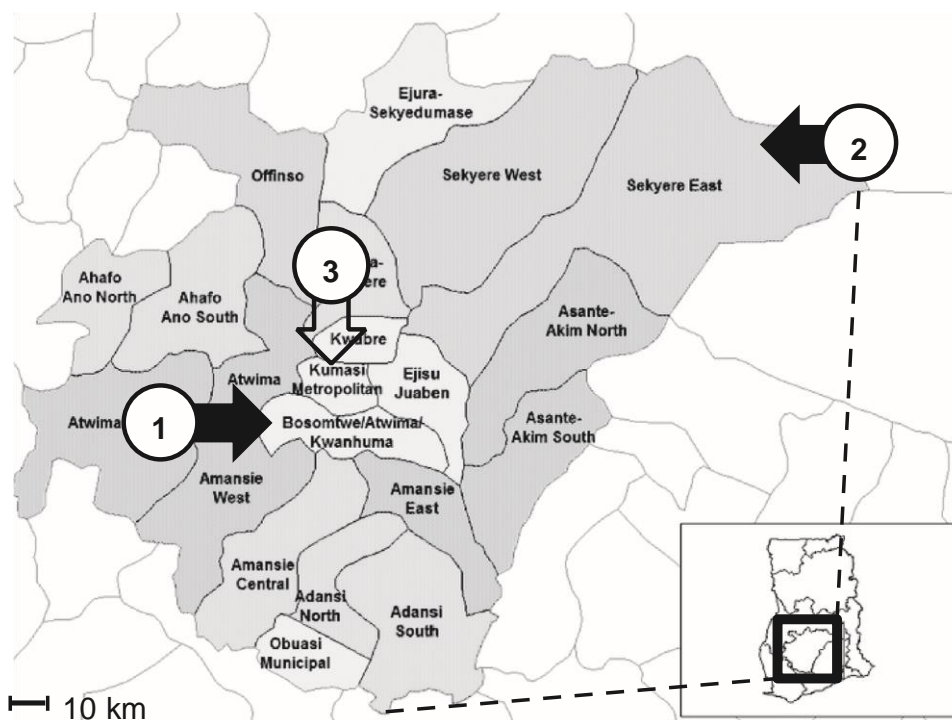 Ejura-
Sekyedumase
2
Offinso
Sekyere West
Sekyere East
3
Ahafo
Ano North
Ahafo
Ano South
Asante-
Akim North
Kwabre
Kumasi
Metropolitan
Ejisu
Juaben
Atwima
Atwima
1
Bosomtwe/Atwima/
Kwanhuma
Asante-
Akim South
Amansie
West
Amansie
East
Amansie
Central
Adansi
North
Adansi
South
Obuasi
Municipal
10 km